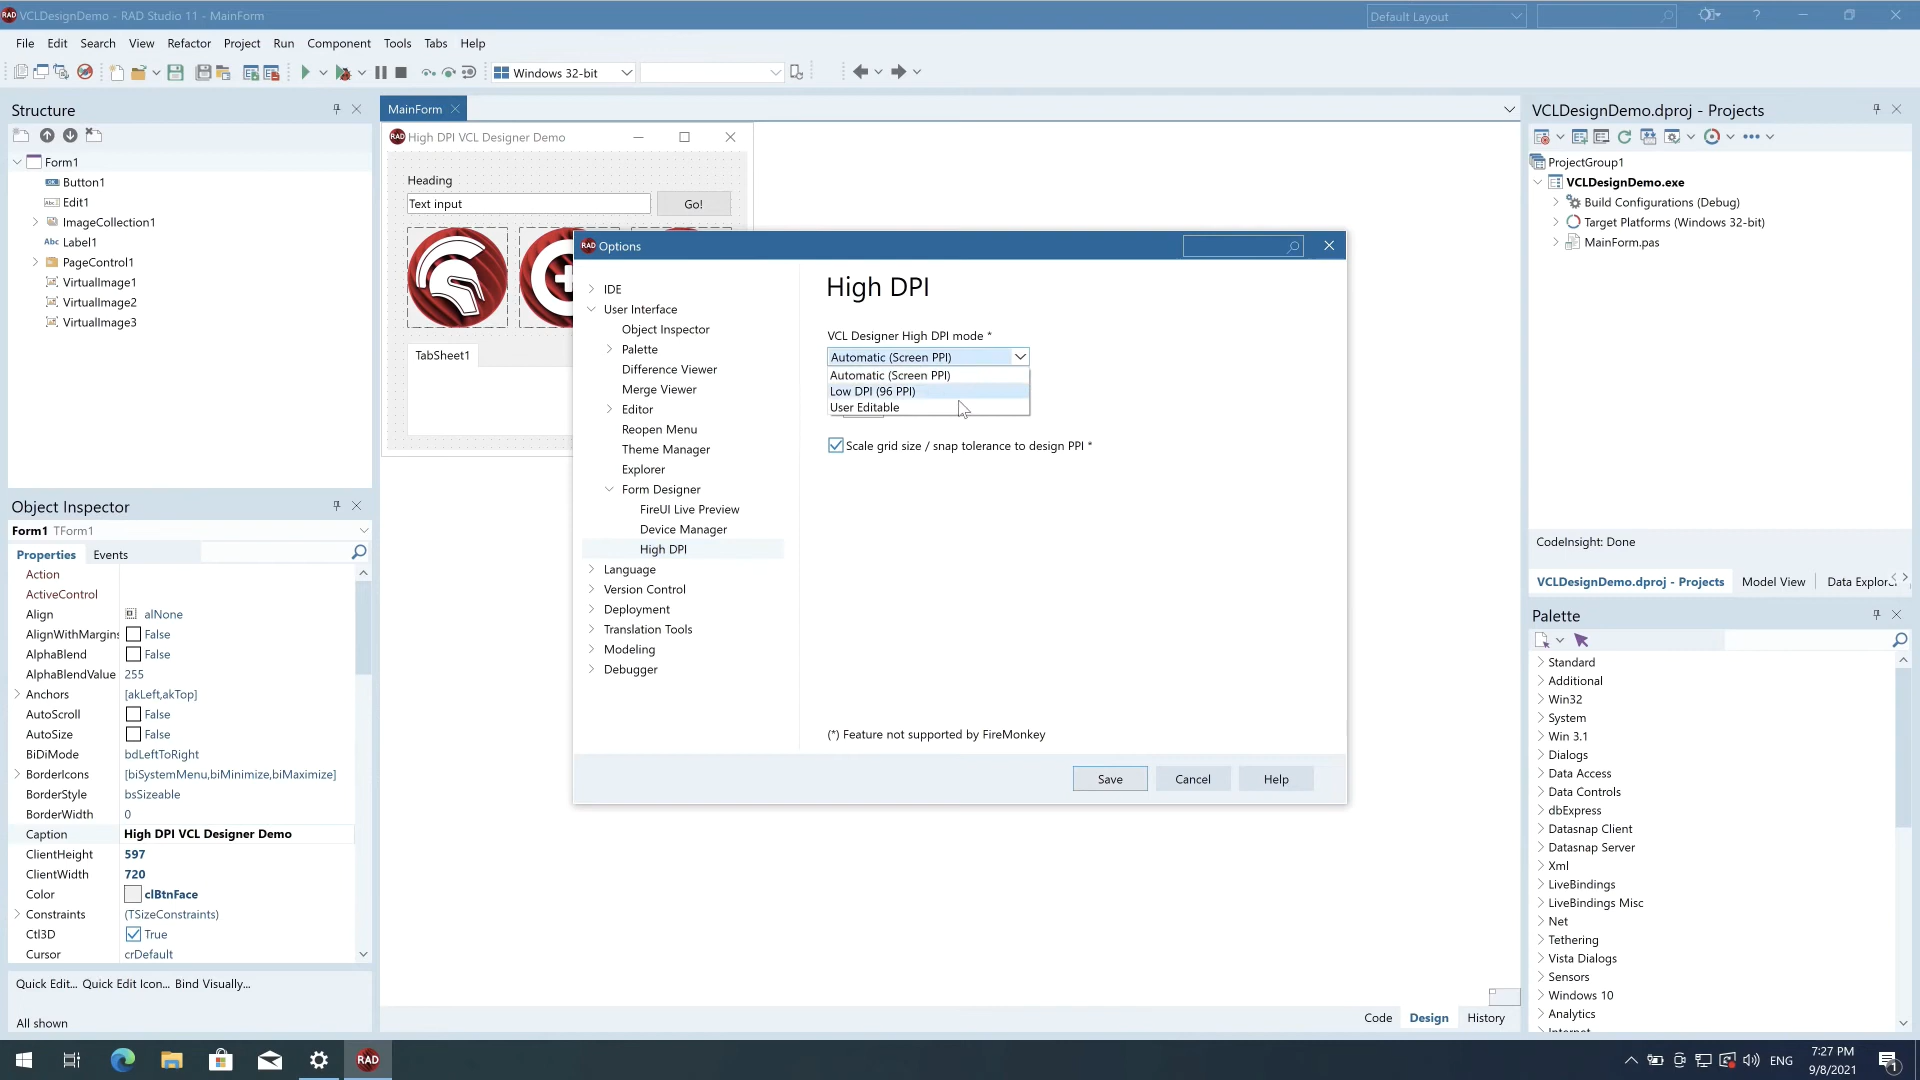 VCLDesignDemo - RAD Studio 11 - MainForm
Default Layout
File Edit Search View Refactor Project Run Component Tools Tabs Help
Windows 32-bit
Structure
Form1
Button1
Edit1
ImageCollection1
Label1
PageControl1
VirtualImage1
VirtualImage2
VirtualImage3
Object Inspector
Form1 TForm1
Properties Events
Action
ActiveControl
Align alNone
AlignWithMargins False
AlphaBlend False
AlphaBlendValue 255
Anchors [akLeft,akTop]
AutoScroll False
AutoSize False
BiDiMode bdLeftToRight
BorderIcons [biSystemMenu,biMinimize,biMaximize]
BorderStyle bsSizeable
BorderWidth 0
Caption High DPI VCL Designer Demo
ClientHeight 597
ClientWidth 720
Color clBtnFace
Constraints (TSizeConstraints)
Ctl3D True
Cursor crDefault
Quick Edit... Quick Edit Icon... Bind Visually...
All shown
MainForm
RAD High DPI VCL Designer Demo
Heading
Text input Go!
TabSheet1
RAD Options
IDE
User Interface
Object Inspector
Palette
Difference Viewer
Merge Viewer
Editor
Reopen Menu
Theme Manager
Explorer
Form Designer
FireUI Live Preview
Device Manager
High DPI
Language
Version Control
Deployment
Translation Tools
Modeling
Debugger
High DPI
VCL Designer High DPI mode *
Automatic (Screen PPI)
Automatic (Screen PPI)
Low DPI (96 PPI)
User Editable
Scale grid size / snap tolerance to design PPI *
(*) Feature not supported by FireMonkey
Save Cancel Help
Code Design History
VCLDesignDemo.dproj - Projects
ProjectGroup1
VCLDesignDemo.exe
Build Configurations (Debug)
Target Platforms (Windows 32-bit)
MainForm.pas
CodeInsight: Done
VCLDesignDemo.dproj - Projects Model View Data Explorer
Palette
Standard
Additional
Win32
System
Win 3.1
Dialogs
Data Access
Data Controls
dbExpress
Datasnap Client
Datasnap Server
Xml
LiveBindings
LiveBindings Misc
Net
Tethering
Vista Dialogs
Sensors
Windows 10
Analytics
Internet
RAD
ENG
7:27 PM
9/8/2021
1